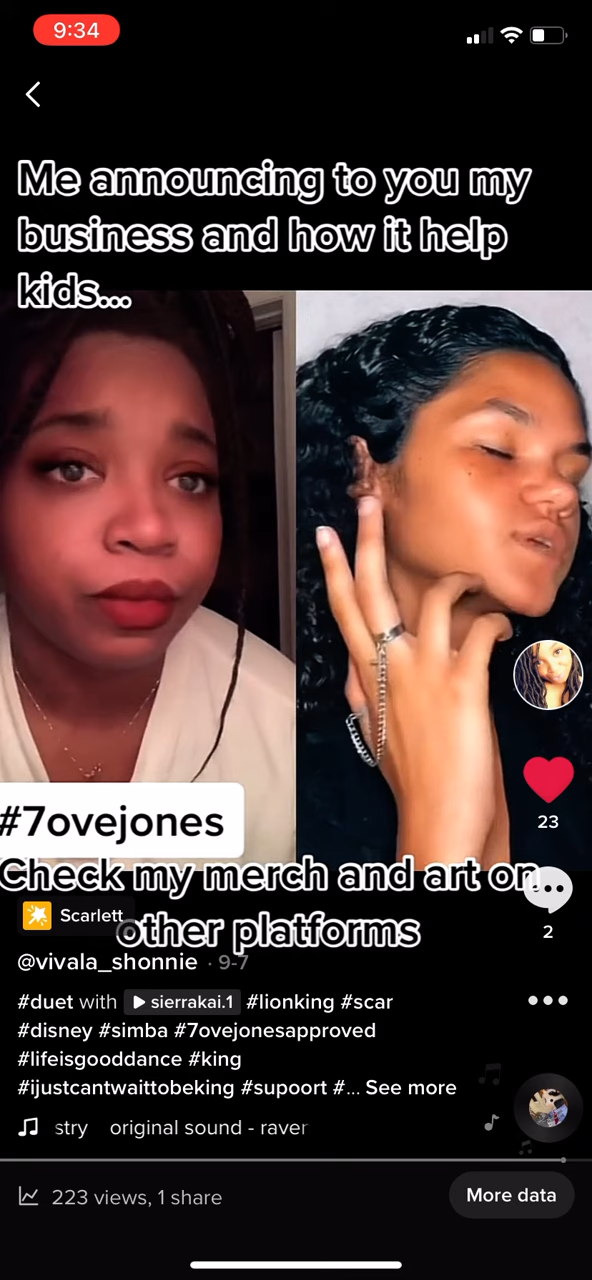 9:34
Me announcing to you my
business and how it help
kids...
#7ovejones
Check my merch and art on
other platforms
23
2
Scarlett
@vivala_shonnie · 9-7
#duet with sierrakai.1 #lionking #scar
#disney #simba #7ovejonesapproved
#lifeisgooddance #king
#ijustcantwaittobeking #supoort #... See more
stry original sound - raver
223 views, 1 share
More data